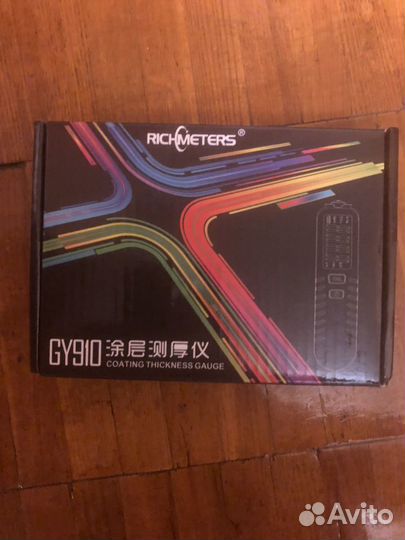 RICHMETERS®
GY910 涂层测厚仪
COATING THICKNESS GAUGE
Avito